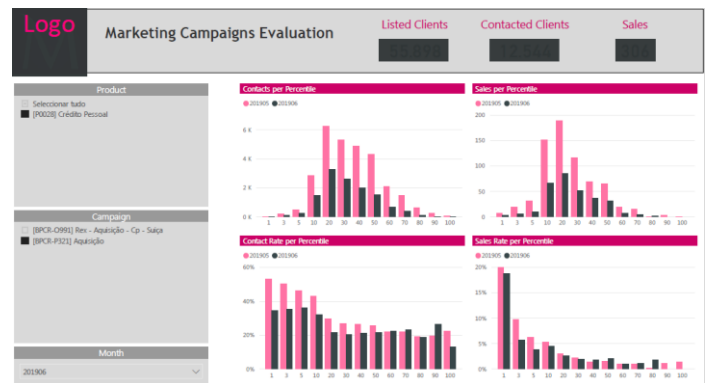 Logo
Marketing Campaigns Evaluation
Listed Clients
Contacted Clients
Sales
55.898
12.544
306
Product
Seleccionar tudo
[P0028] Crédito Pessoal
Campaign
[BPCR-O991] Rex - Aquisição - Cp - Suiça
[BPCR-P321] Aquisição
Month
201906
Contacts per Percentile
201905 201906
6 K
4 K
2 K
0 K
1 3 5 10 20 30 40 50 60 70 80 90 100
Sales per Percentile
201905 201906
200
150
100
50
0
1 3 5 10 20 30 40 50 60 70 80 90 100
Contact Rate per Percentile
201905 201906
60%
40%
20%
0%
1 3 5 10 20 30 40 50 60 70 80 90 100
Sales Rate per Percentile
201905 201906
20%
15%
10%
5%
0%
1 3 5 10 20 30 40 50 60 70 80 90 100